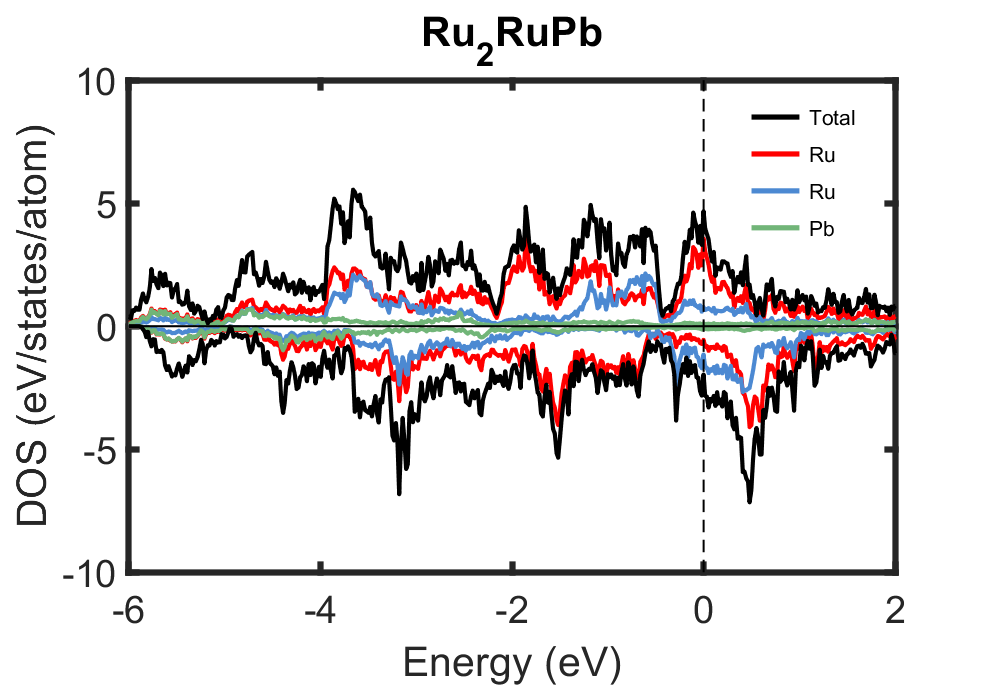 Ru₂RuPb
10
5
0
-5
-10
DOS (eV/states/atom)
Total
Ru
Ru
Pb
-6 -4 -2 0 2
Energy (eV)